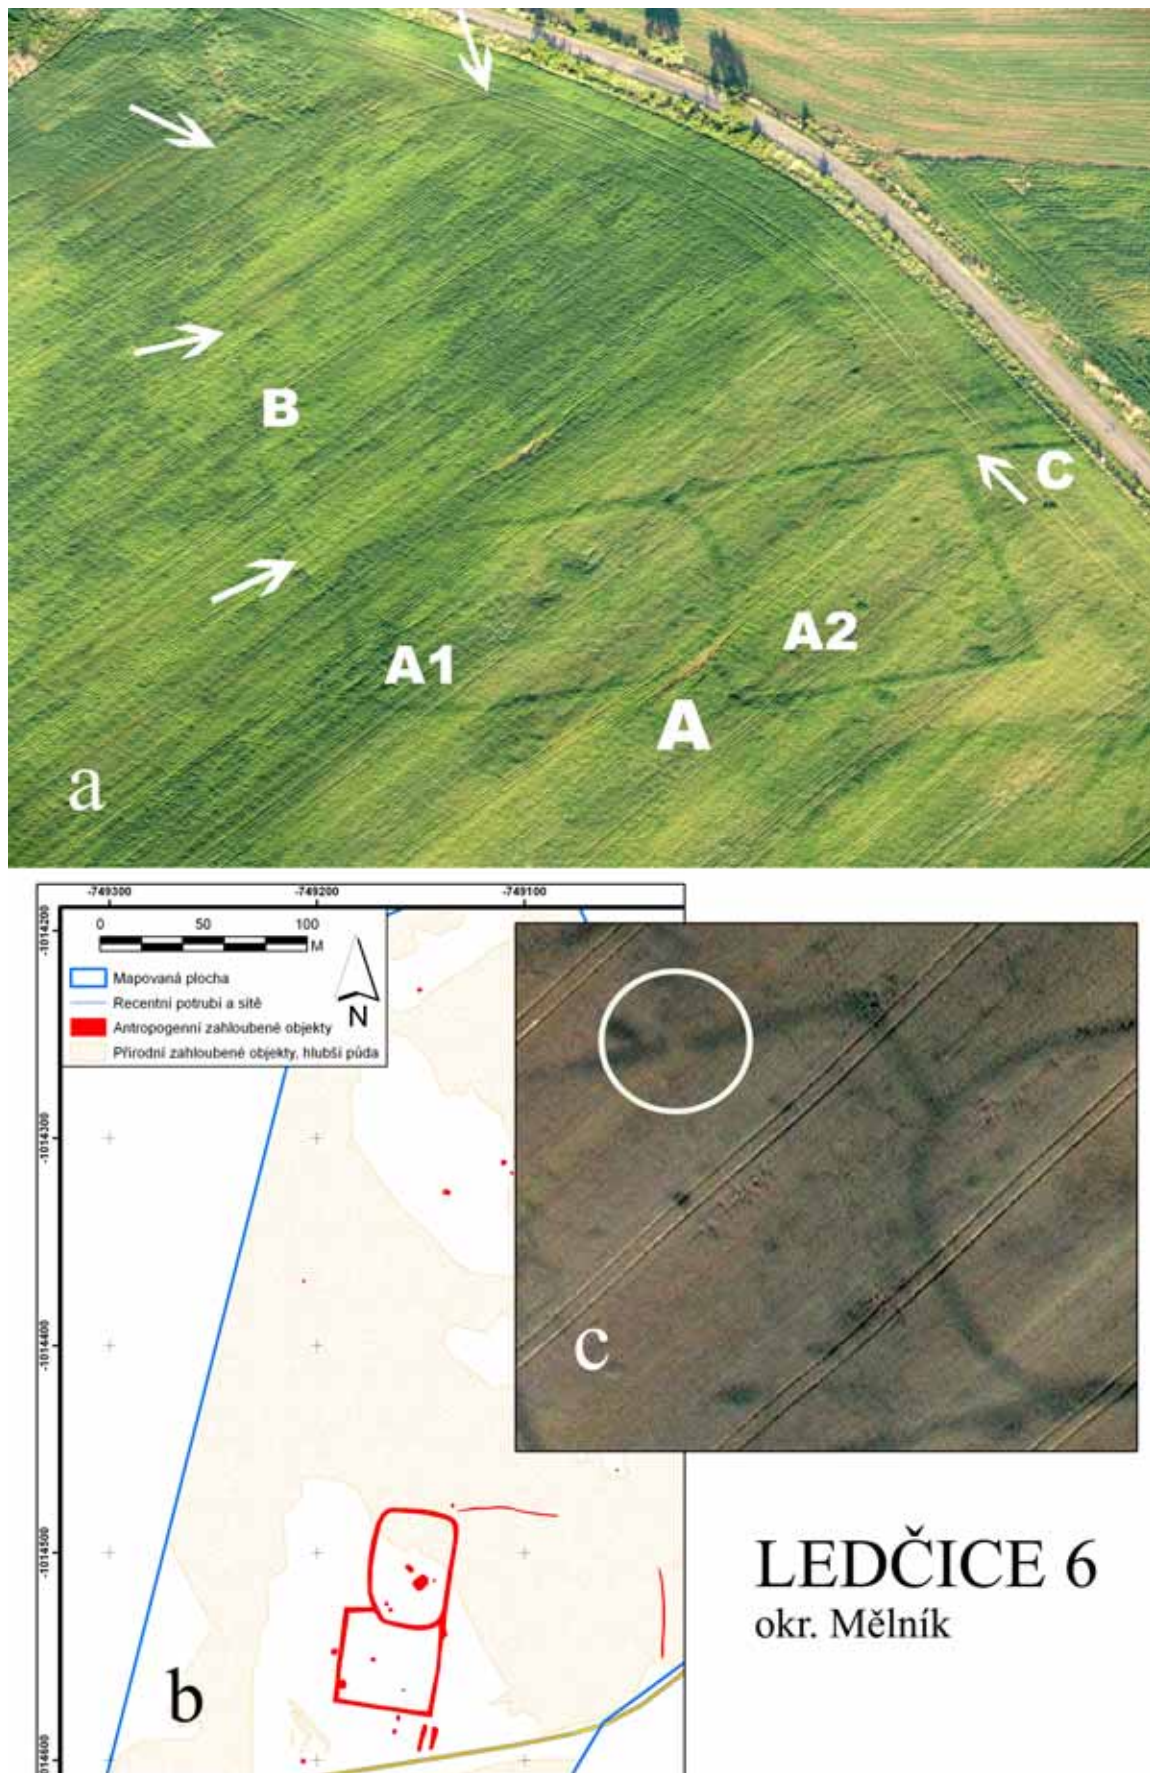 B
C
A1
A2
A
a
-749300 -749200 -749100
0 50 100
M
-1014200
Mapovaná plocha
Recentní potrubí a sítě
Antropogenní zahloubené objekty
Přírodní zahloubené objekty, hlubší půda
N
-1014300
-1014400
-1014500
b
c
LEDČICE 6
okr. Mělník